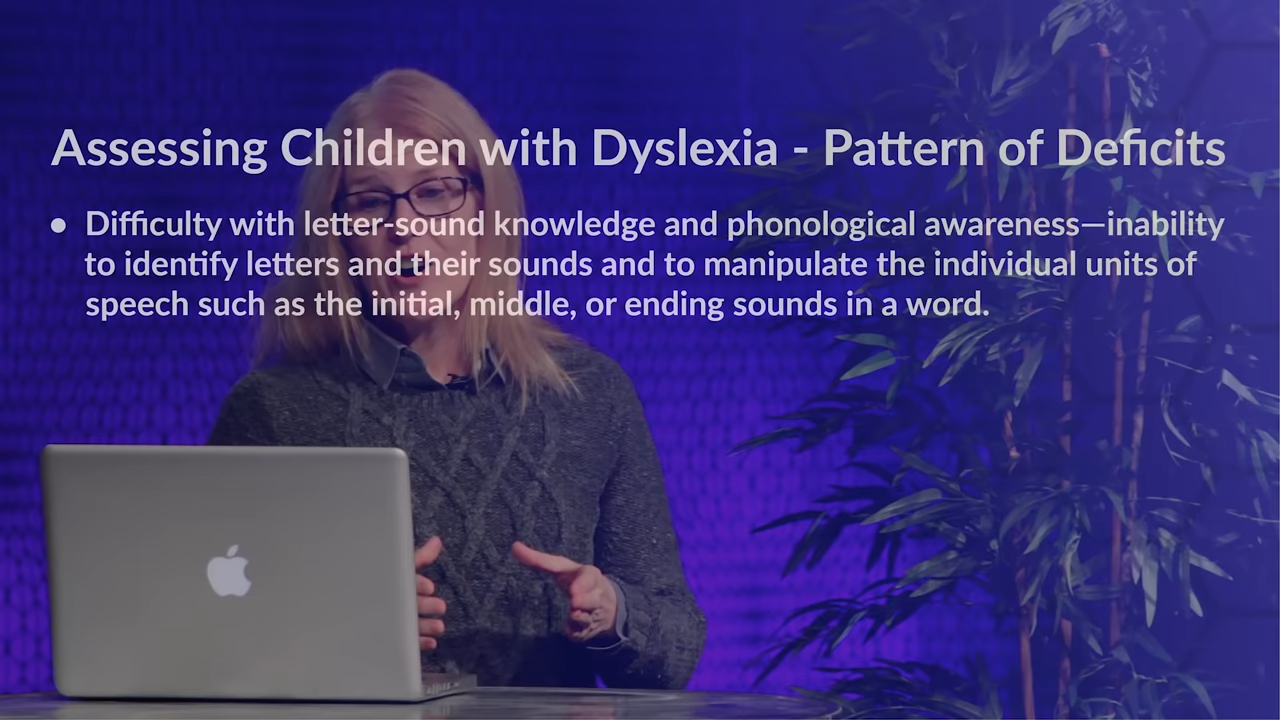 Assessing Children with Dyslexia - Pattern of Deficits
● Difficulty with letter-sound knowledge and phonological awareness—inability
to identify letters and their sounds and to manipulate the individual units of
speech such as the initial, middle, or ending sounds in a word.